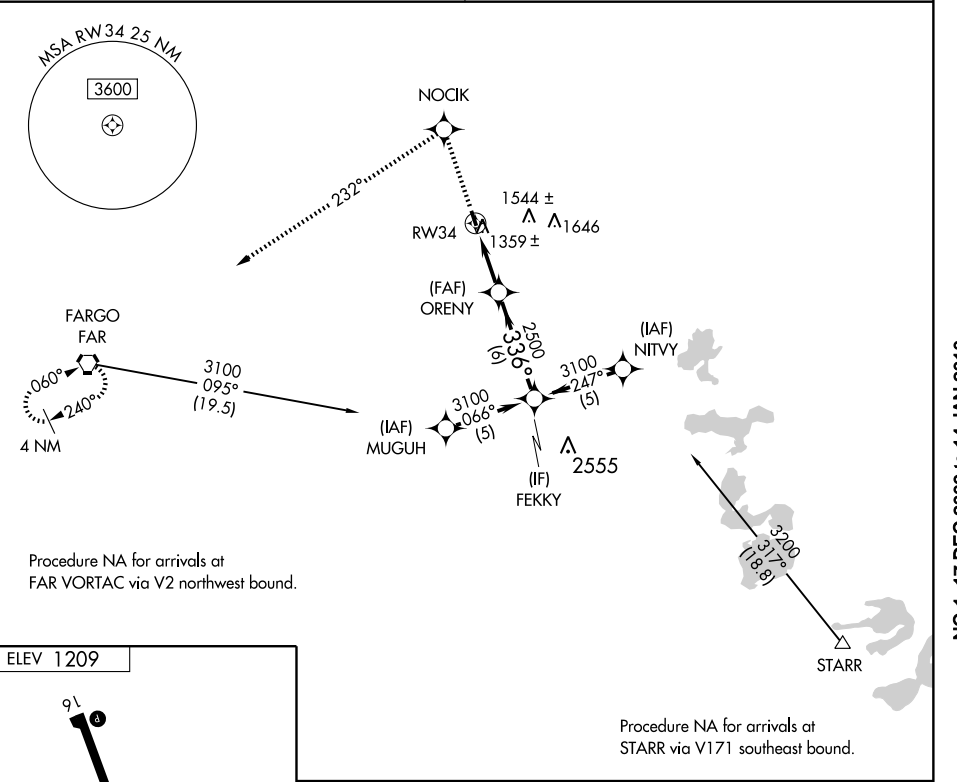 MSA RW34 25 NM
3600
NOCIK
232°
1544 ±
1646
RW34
1359 ±
(FAF)
ORENY
2500
336°
(6)
FARGO
FAR
060°
240°
4 NM
3100
095°
(19.5)
(IAF)
NITVY
3100
247°
(5)
3100
066°
(5)
(IAF)
MUGUH
2555
(IF)
FEKKY
3200
317°
(18.8)
STARR
Procedure NA for arrivals at
FAR VORTAC via V2 northwest bound.
ELEV 1209
16
P
Procedure NA for arrivals at
STARR via V171 southeast bound.